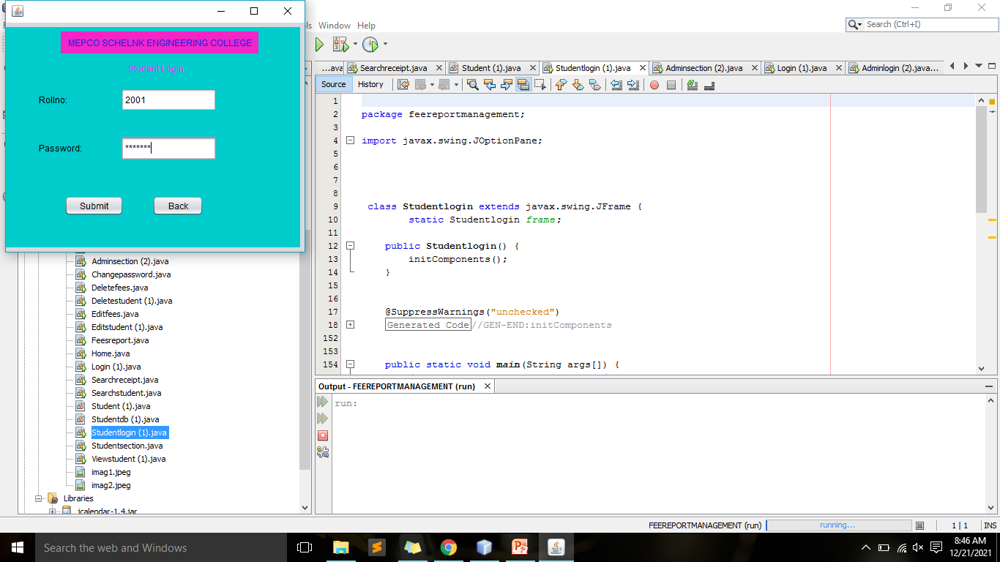 MEPCO SCHELNK ENGINEERING COLLEGE
Student Login
Rollno: 2001
Password: *******
Submit Back
Window Help
Search (Ctrl+I)
...ava Searchreceipt.java Student (1).java Studentlogin (1).java Adminsection (2).java Login (1).java Adminlogin (2).java...
Source History
1
2 package feereportmanagement;
3
4 import javax.swing.JOptionPane;
5
6
7
8
9 class Studentlogin extends javax.swing.JFrame {
10 static Studentlogin frame;
11
12 public Studentlogin() {
13 initComponents();
14 }
15
16
17 @SuppressWarnings("unchecked")
18 Generated Code//GEN-END:initComponents
152
153
154 public static void main(String args[]) {
Adminsection (2).java
Changepassword.java
Deletefees.java
Deletestudent (1).java
Editfees.java
Editstudent (1).java
Feesreport.java
Home.java
Login (1).java
Searchreceipt.java
Searchstudent.java
Student (1).java
Studentdb (1).java
Studentlogin (1).java
Studentsection.java
Viewstudent (1).java
imag1.jpeg
imag2.jpeg
Libraries
jcalendar-1.4.jar
Output - FEEREPORTMANAGEMENT (run)
run:
FEEREPORTMANAGEMENT (run) running... 1 | 1 INS
Search the web and Windows
8:46 AM
12/21/2021